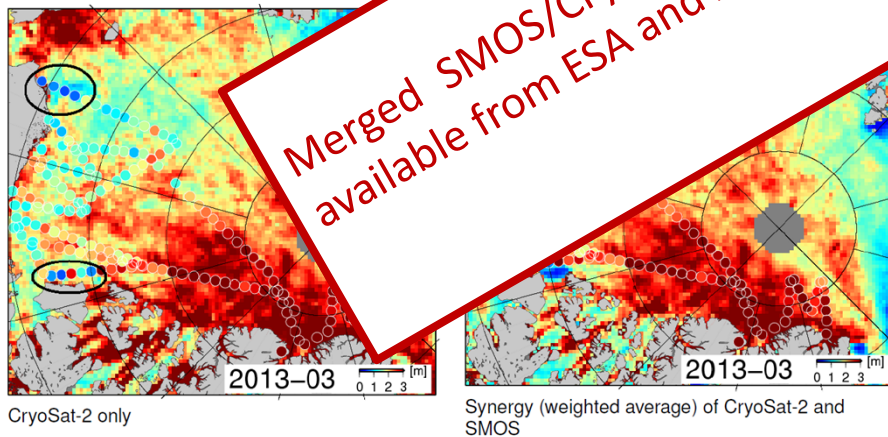 Merged SMOS/Cr
available from ESA and
2013–03
[m]
0 1 2 3
2013–03
[m]
0 1 2 3
CryoSat-2 only
Synergy (weighted average) of CryoSat-2 and
SMOS